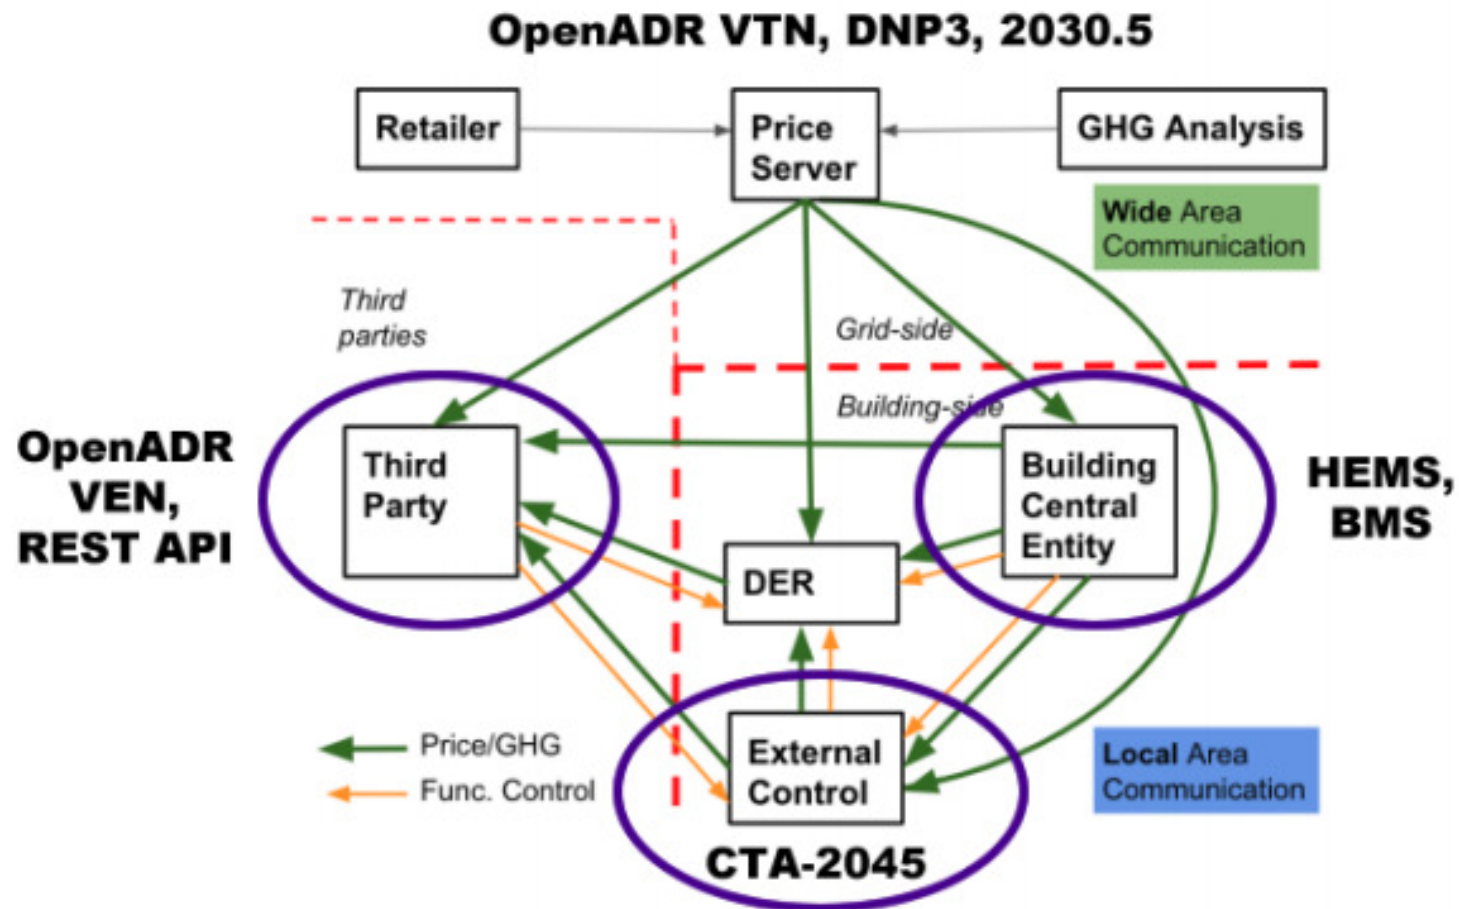 OpenADR VTN, DNP3, 2030.5
Retailer
Price
Server
GHG Analysis
Wide Area
Communication
Third
parties
Grid-side
Building-side
OpenADR
VEN,
REST API
Third
Party
Building
Central
Entity
HEMS,
BMS
DER
Price/GHG
Func. Control
External
Control
Local Area
Communication
CTA-2045